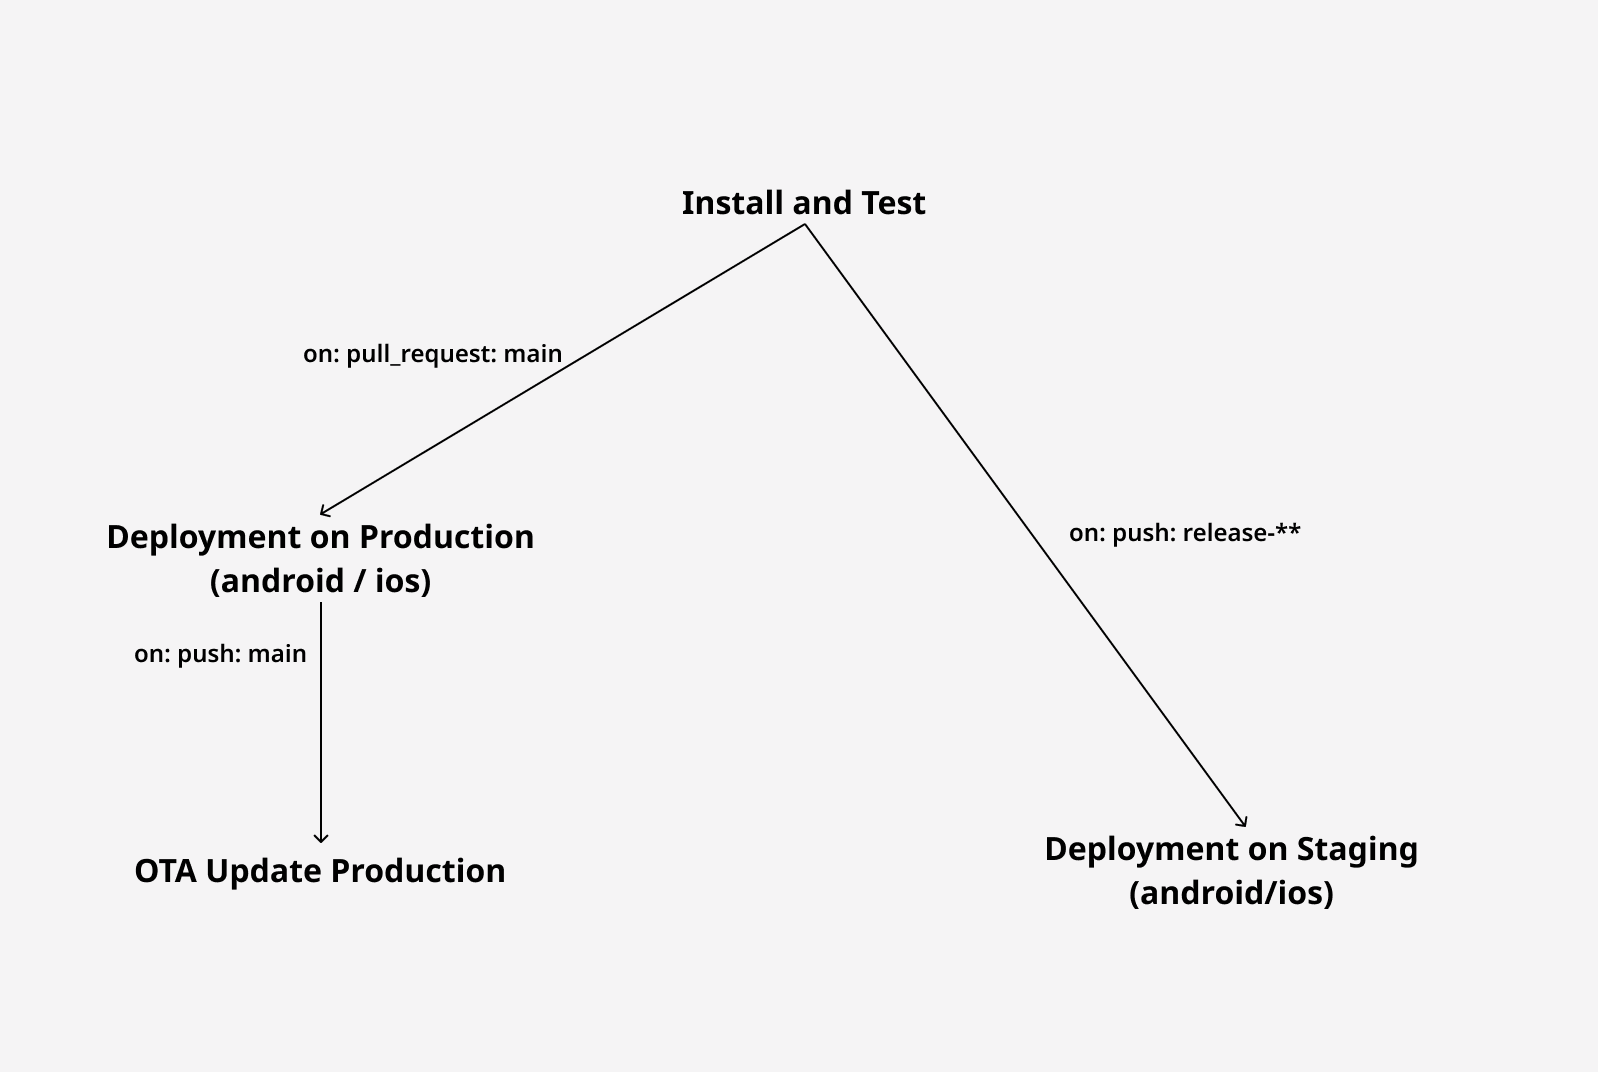 Install and Test
on: pull_request: main
Deployment on Production
(android / ios)
on: push: release-**
on: push: main
OTA Update Production
Deployment on Staging
(android/ios)